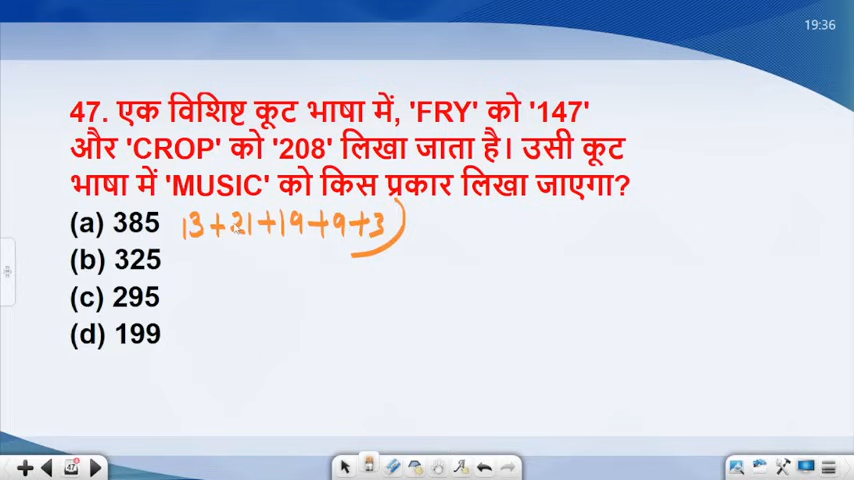 19:36
47. एक विशिष्ट कूट भाषा में, 'FRY' को '147'
और 'CROP' को '208' लिखा जाता है। उसी कूट
भाषा में 'MUSIC' को किस प्रकार लिखा जाएगा?
(a) 385 13+21+19+9+3)
(b) 325
(c) 295
(d) 199
47